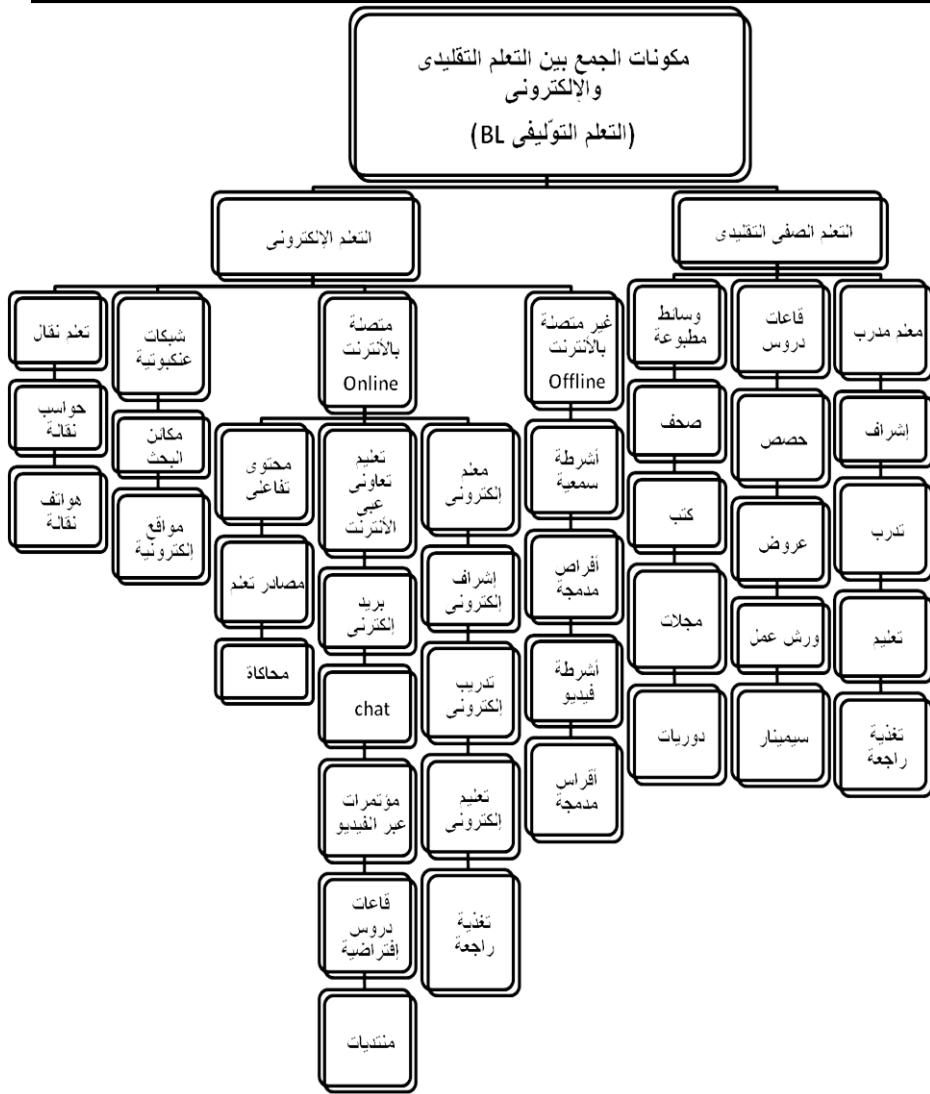 مكونات الجمع بين التعلم التقليدى
والإلكترونى
(التعلم التوّليفى BL)
التعلم الصفى التقليدى
معلم مدرب
إشراف
تدرب
تعليم
تغذية
راجعة
قاعات
دروس
حصص
عروض
ورش عمل
سيمينار
وسائط
مطبوعة
صحف
كتب
مجلات
دوريات
التعلم الإلكترونى
غير متصلة
بالأنترنت
Offline
أشرطة
سمعية
أقراص
مدمجة
أشرطة
فيديو
أقراس
مدمجة
متصلة
بالأنترنت
Online
معلم
إلكترونى
إشراف
إلكترونى
تدريب
إلكترونى
تعليم
إلكترونى
تغذية
راجعة
تعليم
تعاونى
عبى
الأنترنت
بريد
إلكترنى
chat
مؤتمرات
عبر الفيديو
قاعات
دروس
إفتراضية
منتديات
محتوى
تفاعلى
مصادر تعلم
محاكاة
شبكات
عنكبوتية
مكائن
البحث
مواقع
إلكترونية
تعلم نقال
حواسب
نقالة
هواتف
نقالة